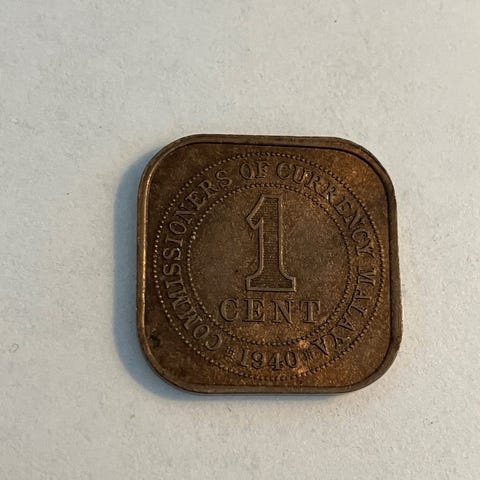 COMMISSIONERS OF CURRENCY MALAYA
1
CENT
1940